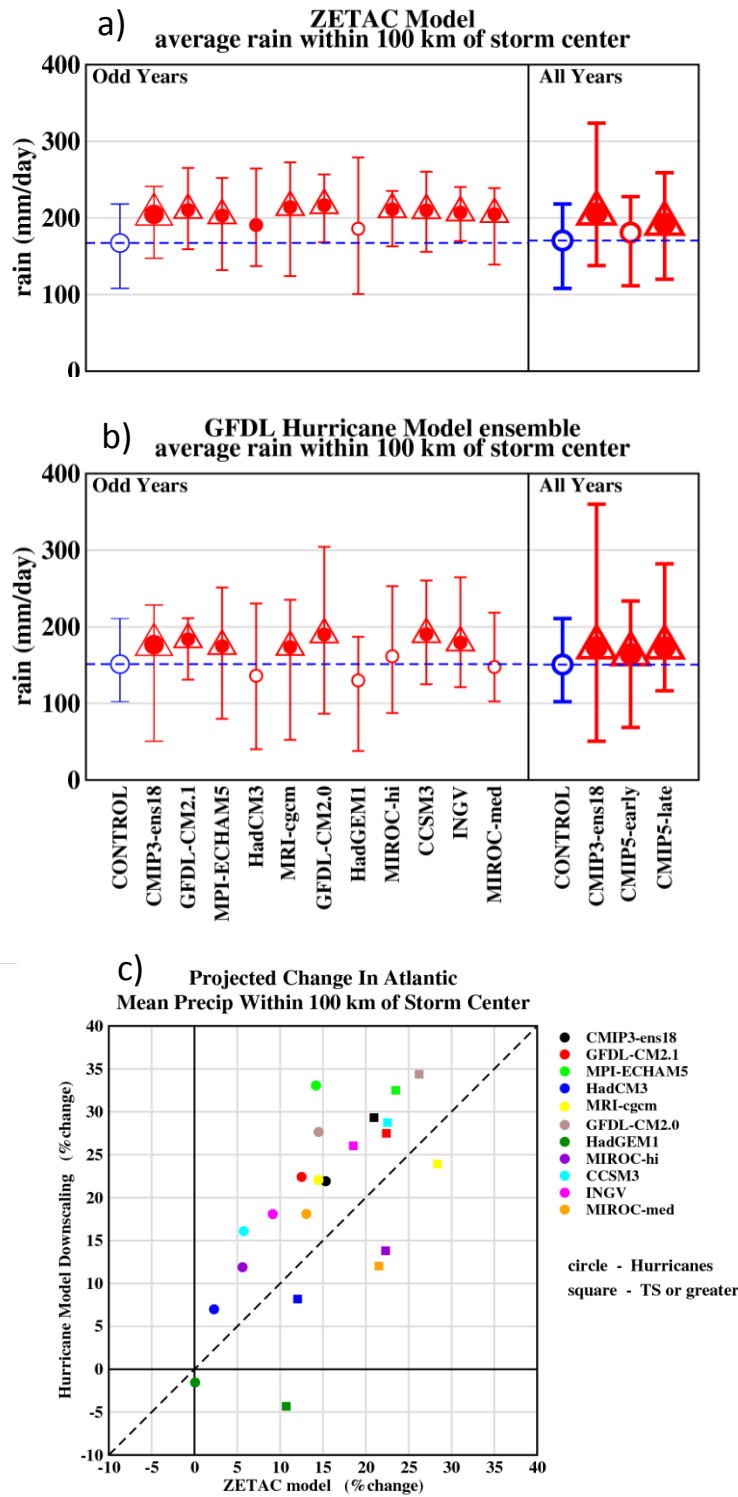 a)
ZETAC Model
average rain within 100 km of storm center
Odd Years
All Years
400
300
200
100
0
rain (mm/day)
b)
GFDL Hurricane Model ensemble
average rain within 100 km of storm center
Odd Years
All Years
400
300
200
100
0
rain (mm/day)
CONTROL
CMIP3-ens18
GFDL-CM2.1
MPI-ECHAM5
HadCM3
MRI-cgcm
GFDL-CM2.0
HadGEM1
MIROC-hi
CCSM3
INGV
MIROC-med
CONTROL
CMIP3-ens18
CMIP5-early
CMIP5-late
c)
Projected Change In Atlantic
Mean Precip Within 100 km of Storm Center
40
35
30
25
20
15
10
5
0
-5
-10
Hurricane Model Downscaling (%change)
-10 -5 0 5 10 15 20 25 30 35 40
ZETAC model (%change)
CMIP3-ens18
GFDL-CM2.1
MPI-ECHAM5
HadCM3
MRI-cgcm
GFDL-CM2.0
HadGEM1
MIROC-hi
CCSM3
INGV
MIROC-med
circle - Hurricanes
square - TS or greater